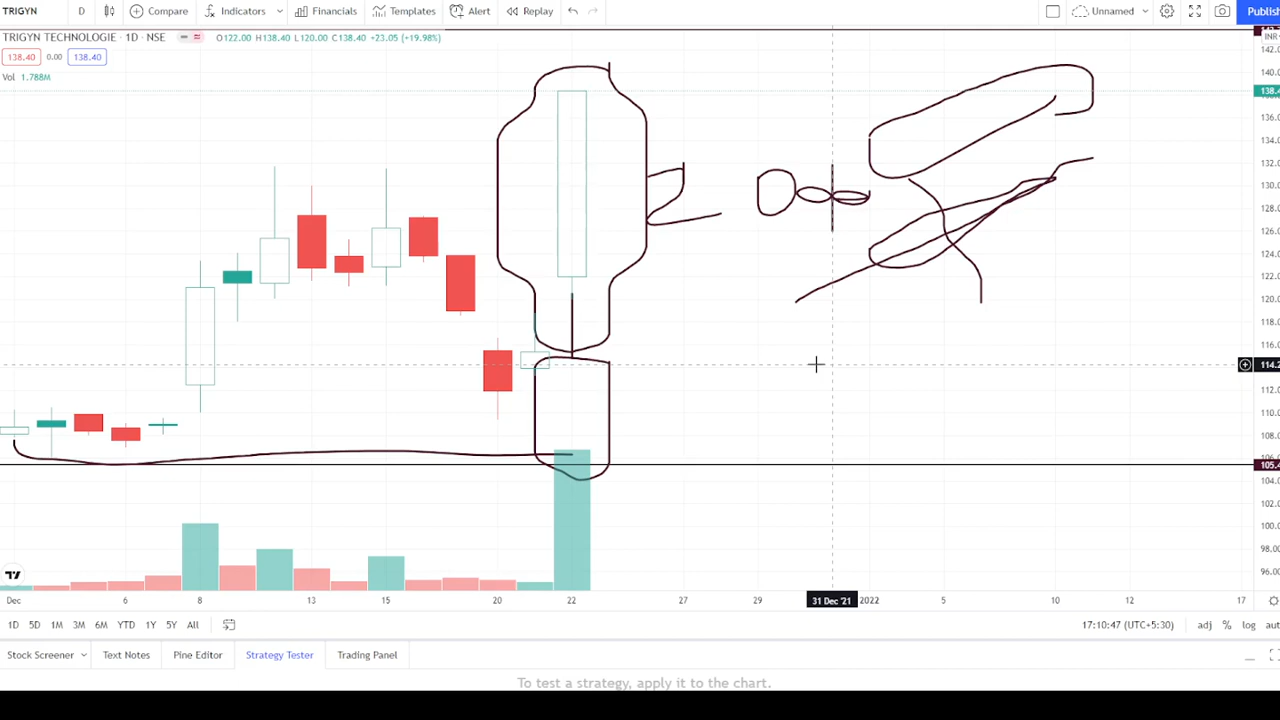 TRIGYN D Compare Indicators Financials Templates Alert Replay Unnamed Publis
TRIGYN TECHNOLOGIE · 1D · NSE O122.00 H138.40 L120.00 C138.40 +23.05 (+19.98%)
INR
138.40 0.00 138.40
Vol 1.788M
142.0
140.0
138.4
136.0
134.0
132.0
130.0
128.0
126.0
124.0
122.0
120.0
118.0
116.0
114.2
112.0
110.0
108.0
105.4
104.0
102.0
100.0
98.00
96.00
2
Dec 6 8 13 15 20 22 27 29 31 Dec '21 2022 5 10 12 17
1D 5D 1M 3M 6M YTD 1Y 5Y All 17:10:47 (UTC+5:30) adj % log aut
Stock Screener Text Notes Pine Editor Strategy Tester Trading Panel
To test a strategy, apply it to the chart.